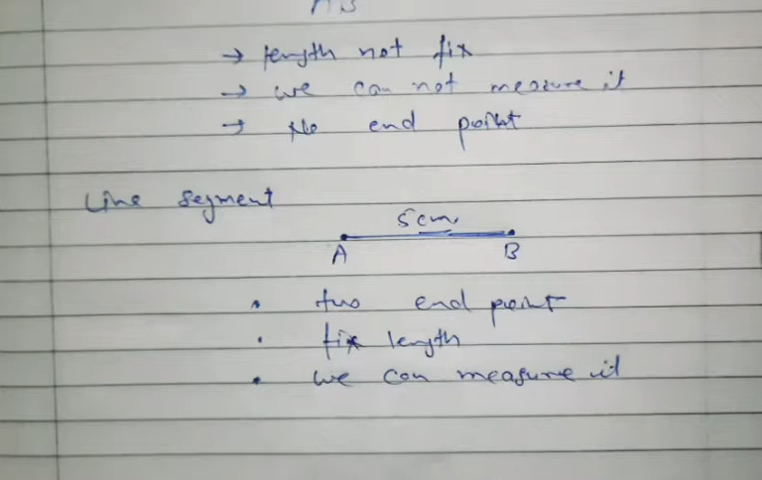 AB
→ length not fix
→ we can not measure it
→ No end point
Line segment
5cm.
A B
• two end point
• fix length
• we can measure it